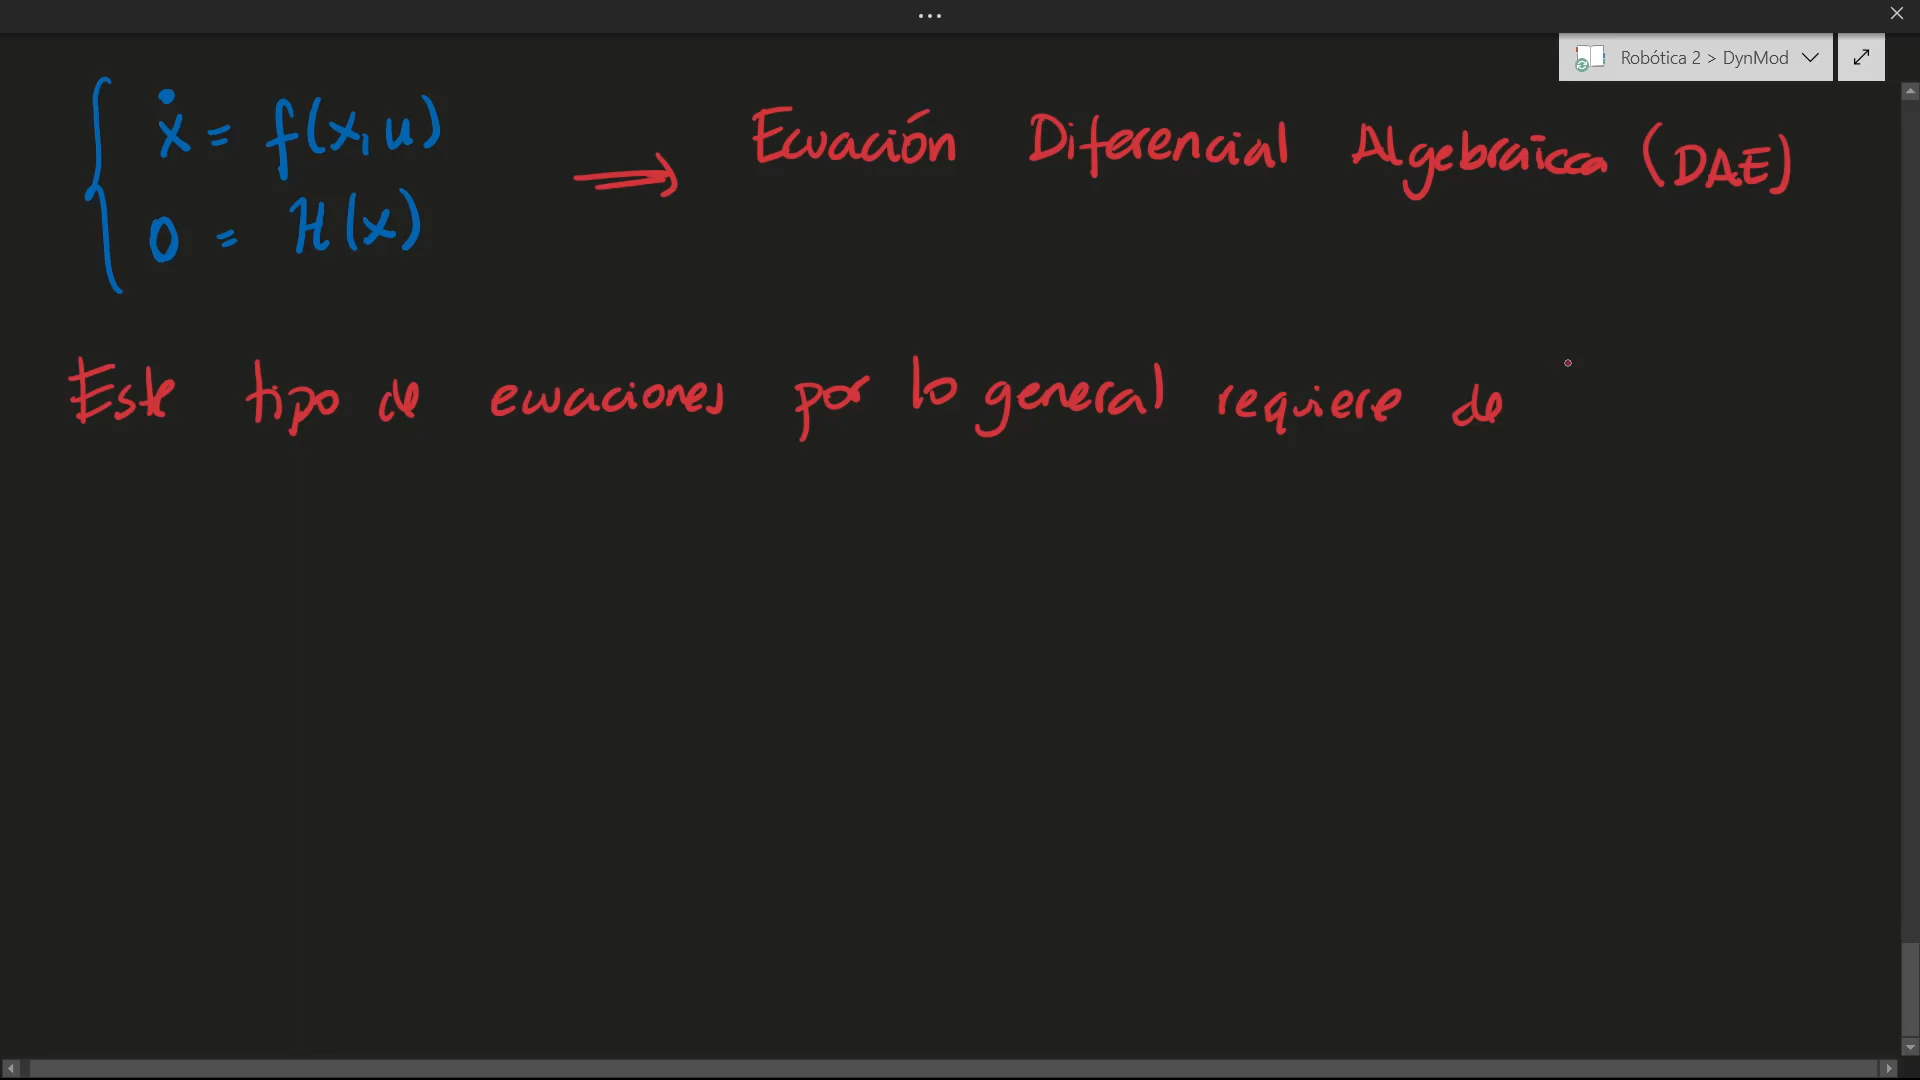 Robótica 2 > DynMod
ẋ = f(x, u)
0 = H(x)
⟹ Ecuación Diferencial Algebraica (DAE)
Este tipo de ecuaciones por lo general requiere de